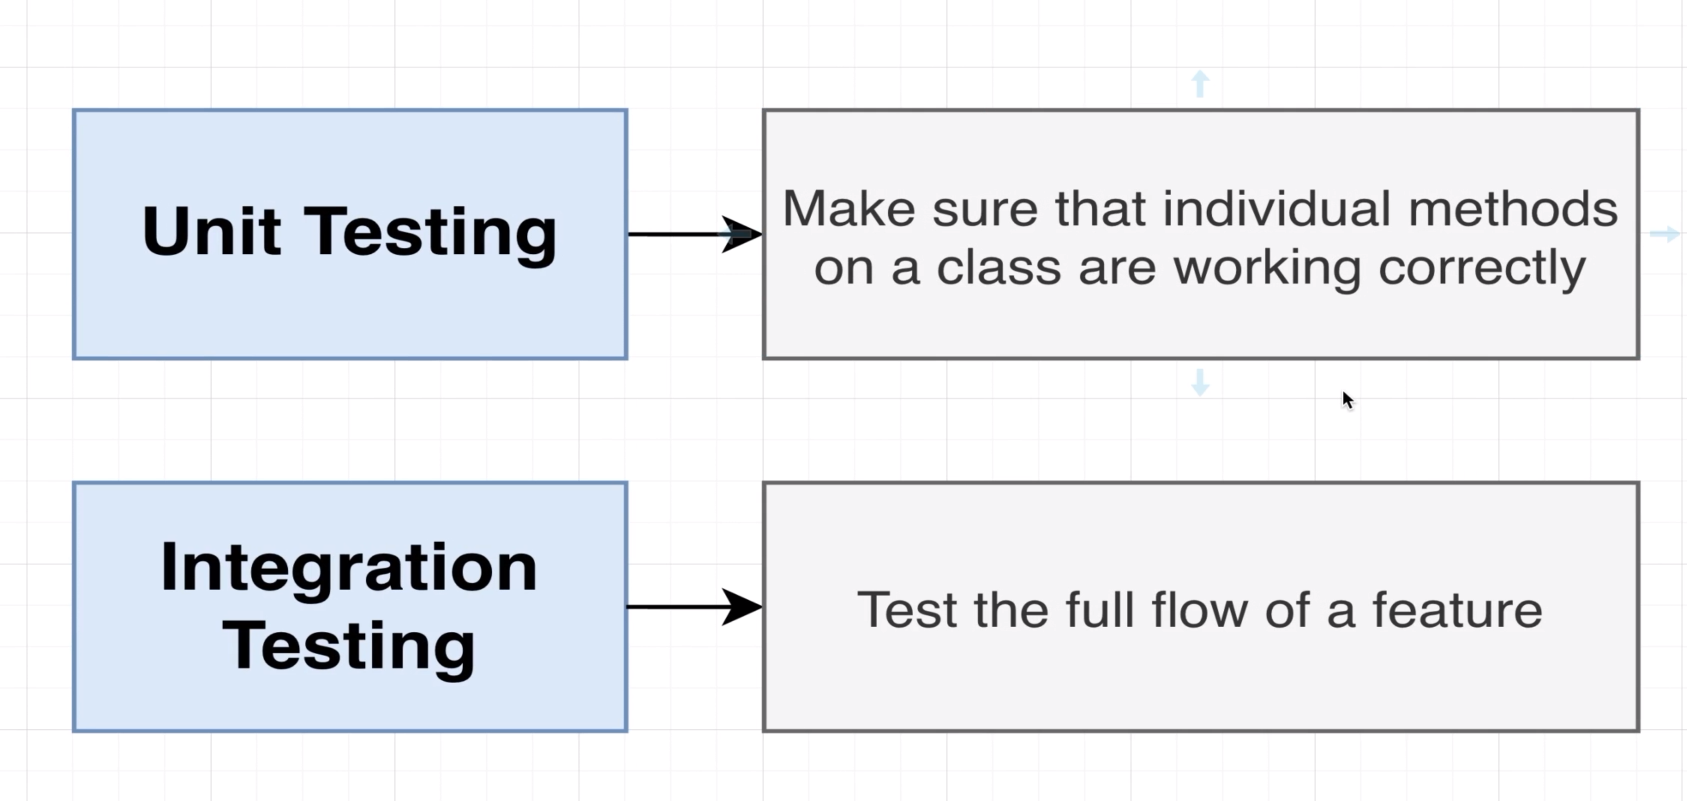 Unit Testing
Make sure that individual methods
on a class are working correctly
Integration
Testing
Test the full flow of a feature